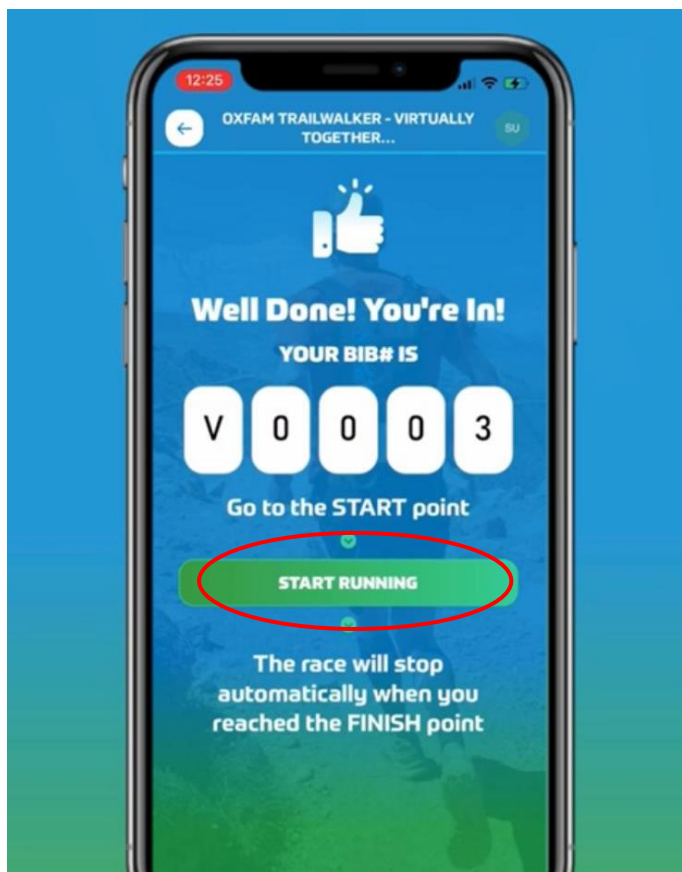 12:25
OXFAM TRAILWALKER - VIRTUALLY
TOGETHER...
SU
Well Done! You're In!
YOUR BIB# IS
V 0 0 0 3
Go to the START point
START RUNNING
The race will stop
automatically when you
reached the FINISH point